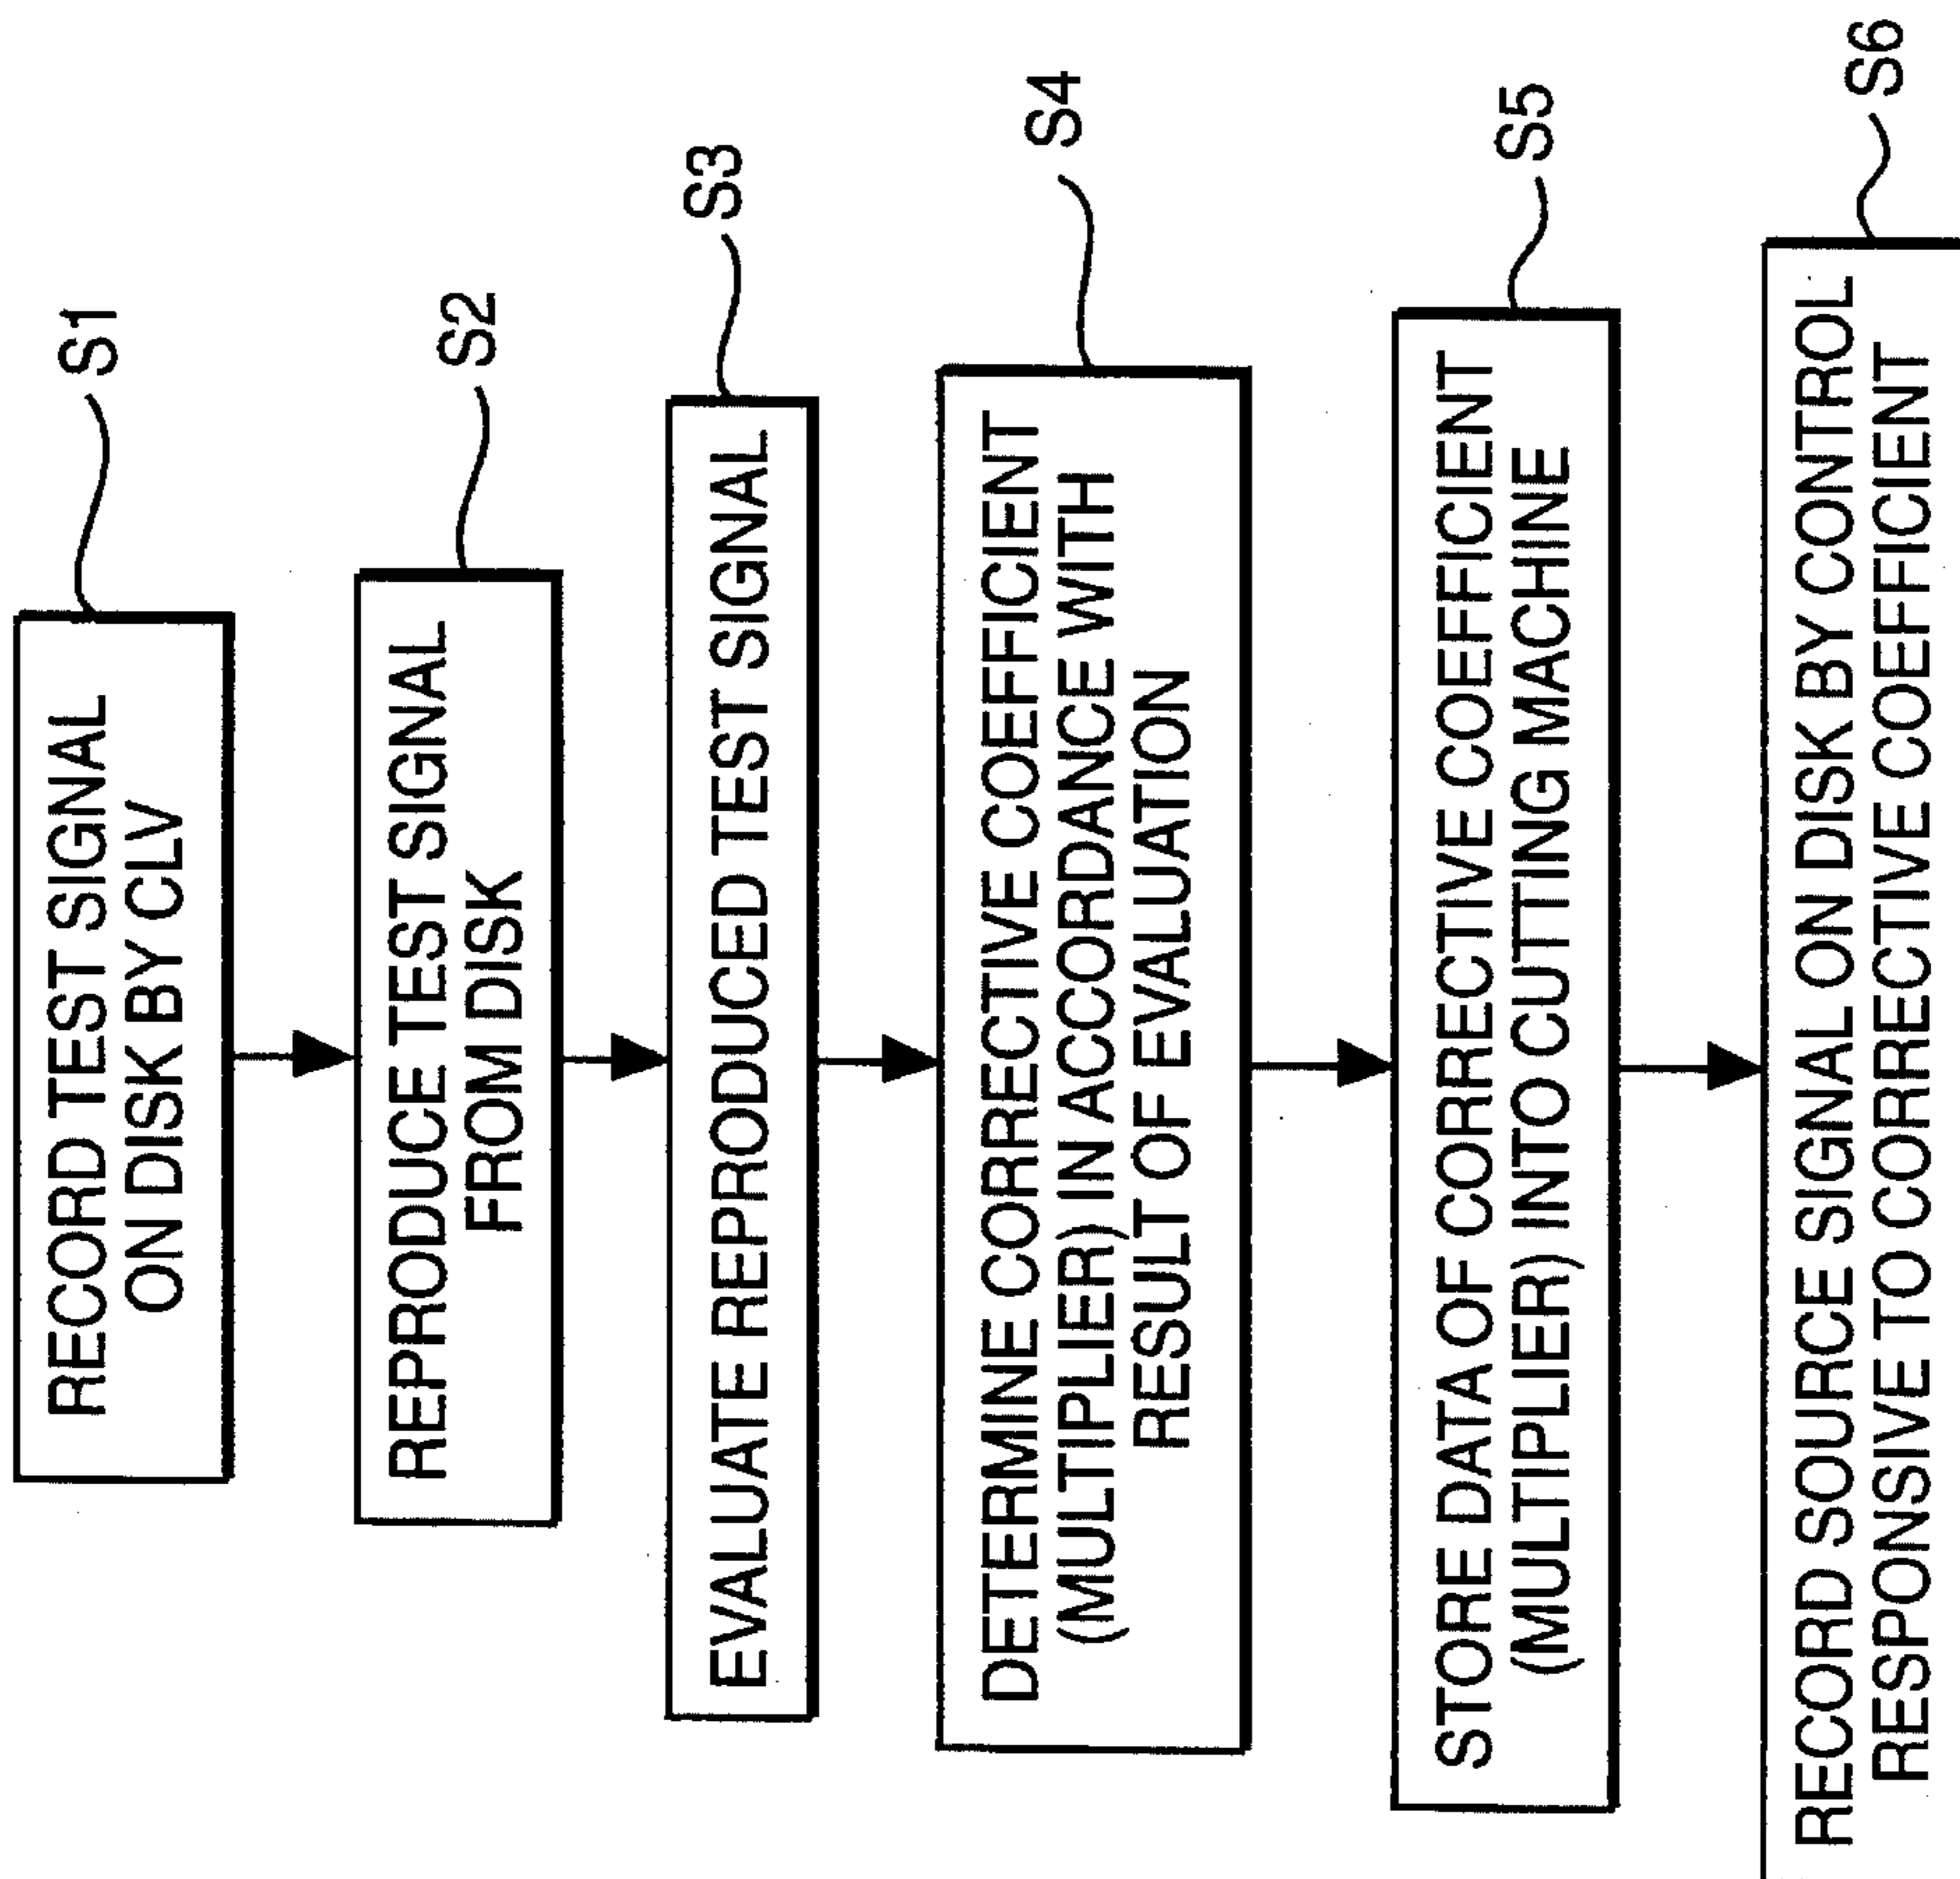 RECORD TEST SIGNAL
ON DISK BY CLV
S1
REPRODUCE TEST SIGNAL
FROM DISK
S2
EVALUATE REPRODUCED TEST SIGNAL
S3
DETERMINE CORRECTIVE COEFFICIENT
(MULTIPLIER) IN ACCORDANCE WITH
RESULT OF EVALUATION
S4
STORE DATA OF CORRECTIVE COEFFICIENT
(MULTIPLIER) INTO CUTTING MACHINE
S5
RECORD SOURCE SIGNAL ON DISK BY CONTROL
RESPONSIVE TO CORRECTIVE COEFFICIENT
S6